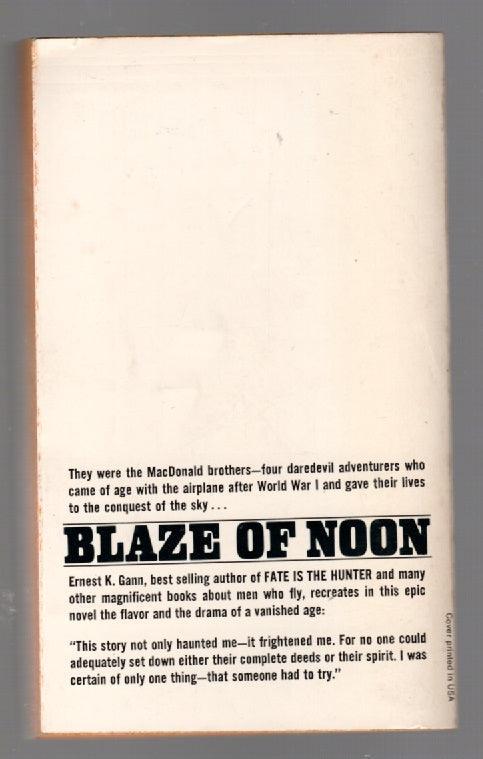 They were the MacDonald brothers—four daredevil adventurers who
came of age with the airplane after World War I and gave their lives
to the conquest of the sky...
BLAZE OF NOON
Ernest K. Gann, best selling author of FATE IS THE HUNTER and many
other magnificent books about men who fly, recreates in this epic
novel the flavor and the drama of a vanished age:
"This story not only haunted me—it frightened me. For no one could
adequately set down either their complete deeds or their spirit. I was
certain of only one thing—that someone had to try."
Cover printed in USA